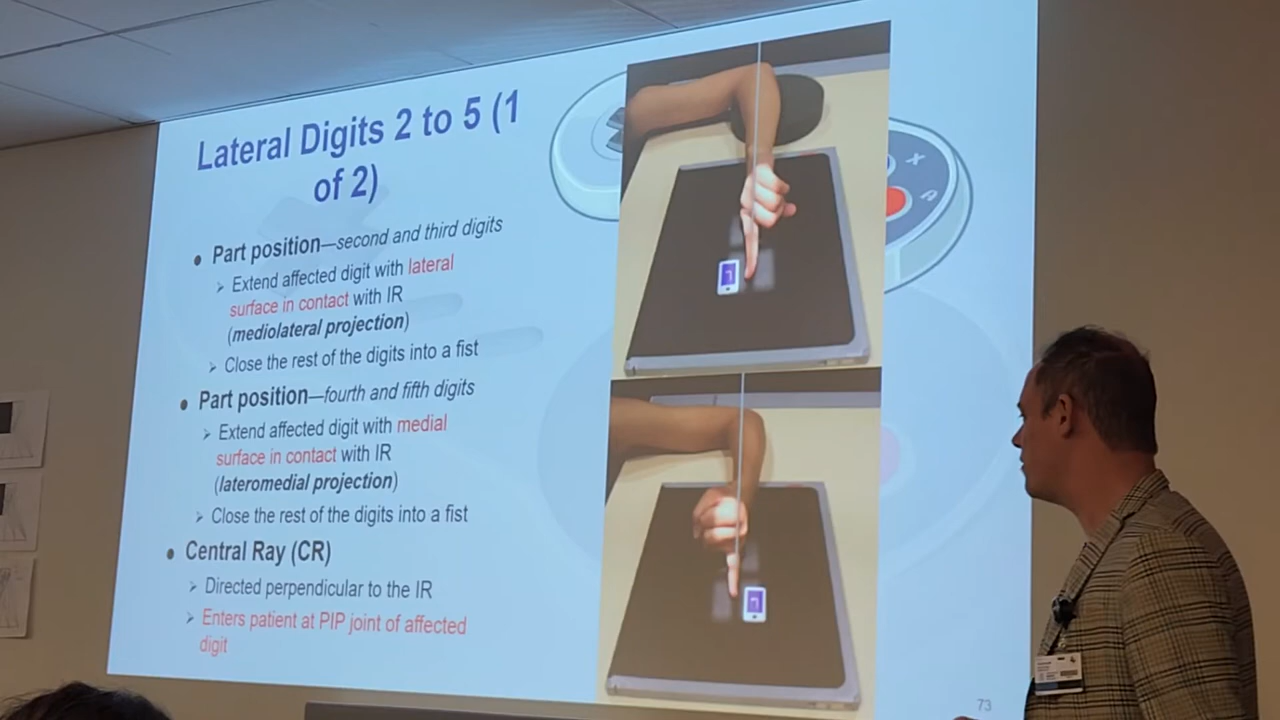 Lateral Digits 2 to 5 (1
of 2)
Part position—second and third digits
Extend affected digit with lateral
surface in contact with IR
(mediolateral projection)
Close the rest of the digits into a fist
Part position—fourth and fifth digits
Extend affected digit with medial
surface in contact with IR
(lateromedial projection)
Close the rest of the digits into a fist
Central Ray (CR)
Directed perpendicular to the IR
Enters patient at PIP joint of affected
digit
X
A
73